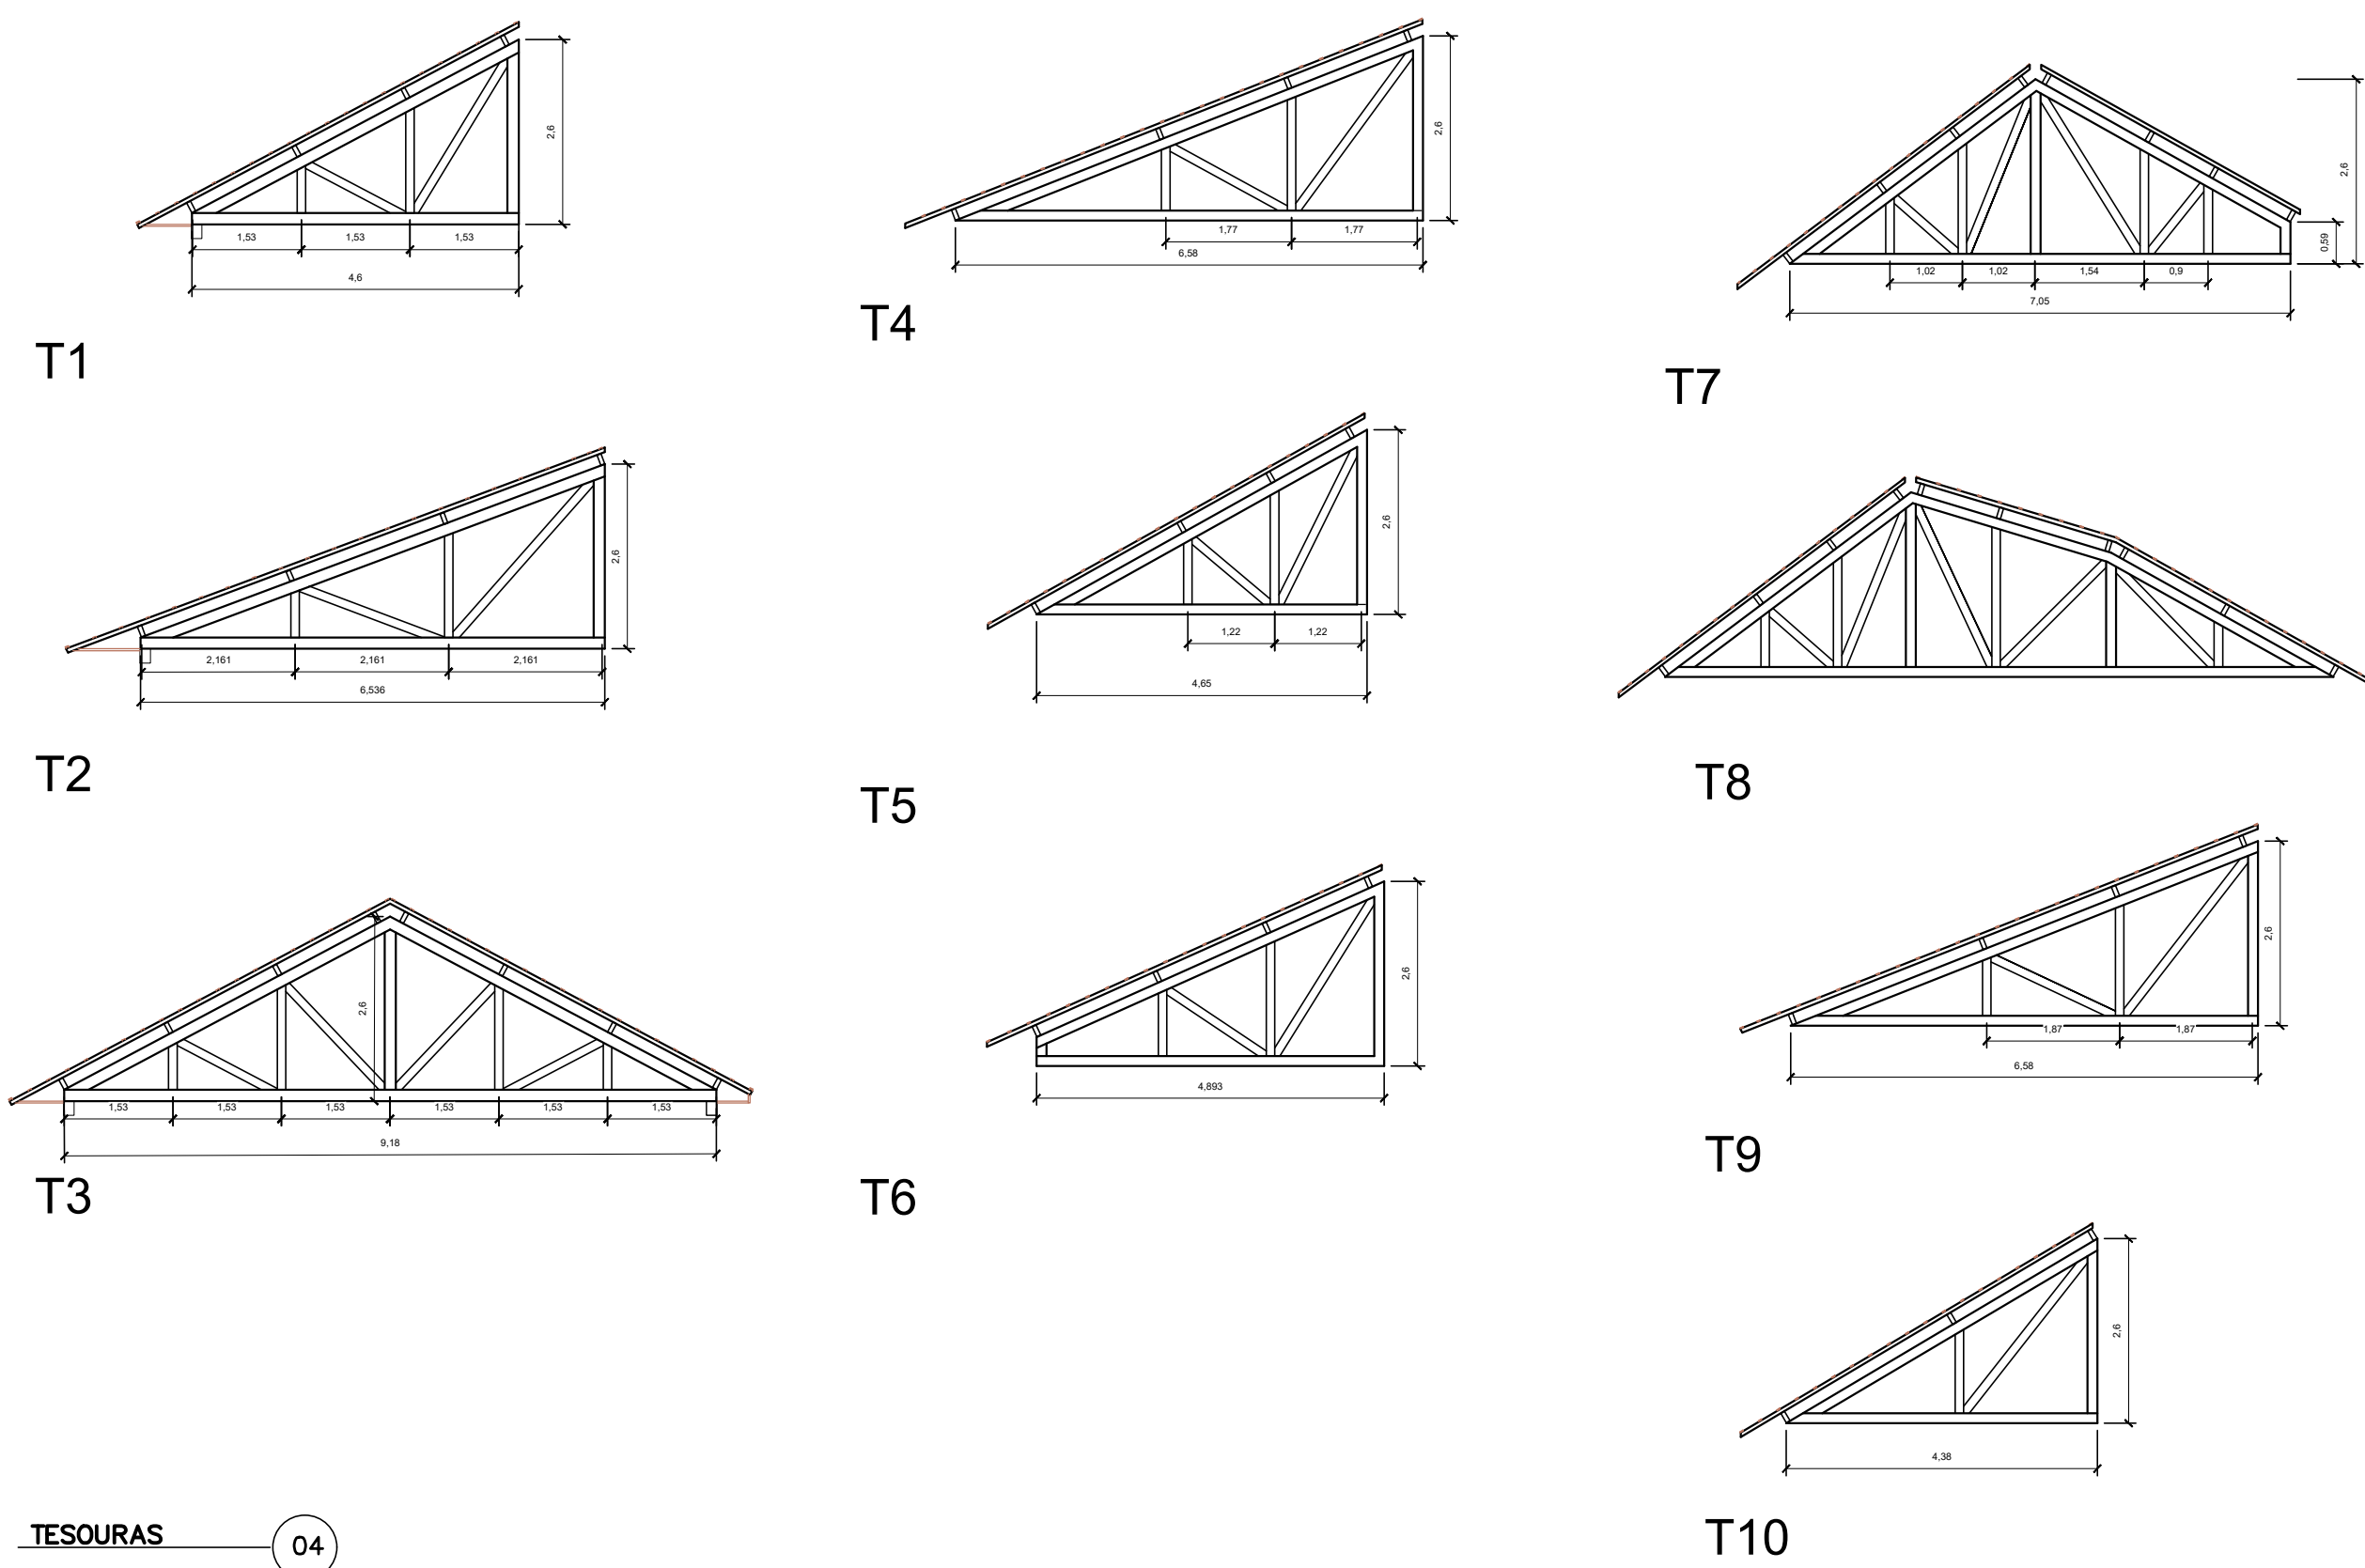 2,6
1,53 1,53 1,53
4,6
T1
2,6
2,161 2,161 2,161
6,536
T2
2,6
1,53 1,53 1,53 1,53 1,53 1,53
9,18
T3
2,6
1,77 1,77
6,58
T4
2,6
1,22 1,22
4,65
T5
2,6
4,893
T6
2,6
0,59
1,02 1,02 1,54 0,9
7,05
T7
T8
2,6
1,87 1,87
6,58
T9
2,6
4,38
T10
TESOURAS 04